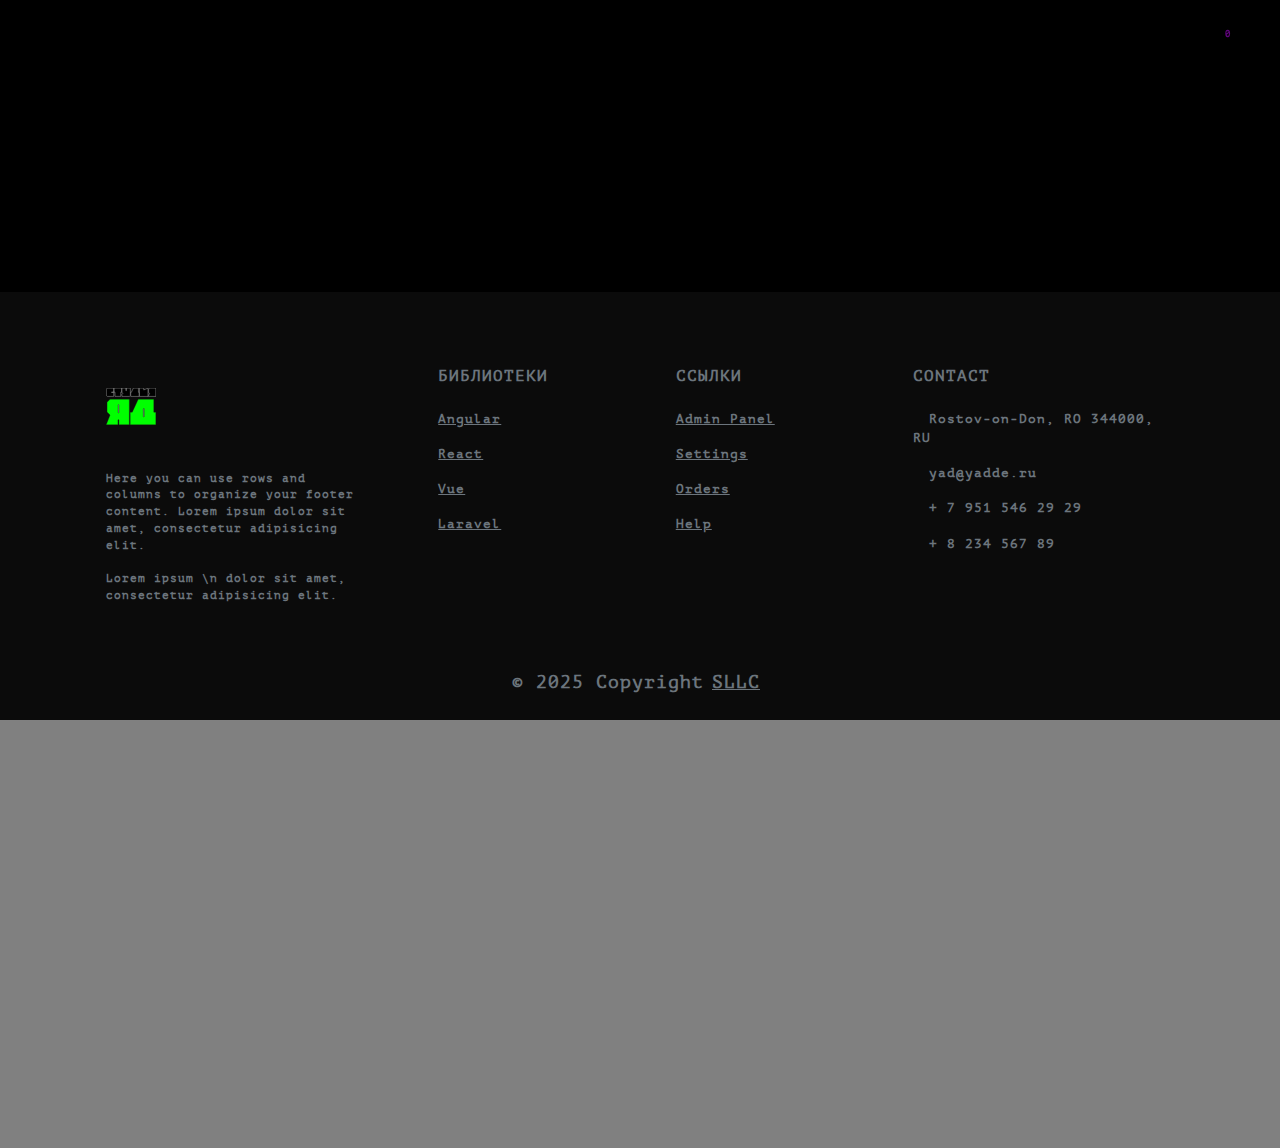 0
ЯД
Here you can use rows and
columns to organize your footer
content. Lorem ipsum dolor sit
amet, consectetur adipisicing
elit.
Lorem ipsum \n dolor sit amet,
consectetur adipisicing elit.
БИБЛИОТЕКИ
Angular
React
Vue
Laravel
ССЫЛКИ
Admin Panel
Settings
Orders
Help
CONTACT
Rostov-on-Don, RO 344000,
RU
yad@yadde.ru
+ 7 951 546 29 29
+ 8 234 567 89
© 2025 Copyright SLLC